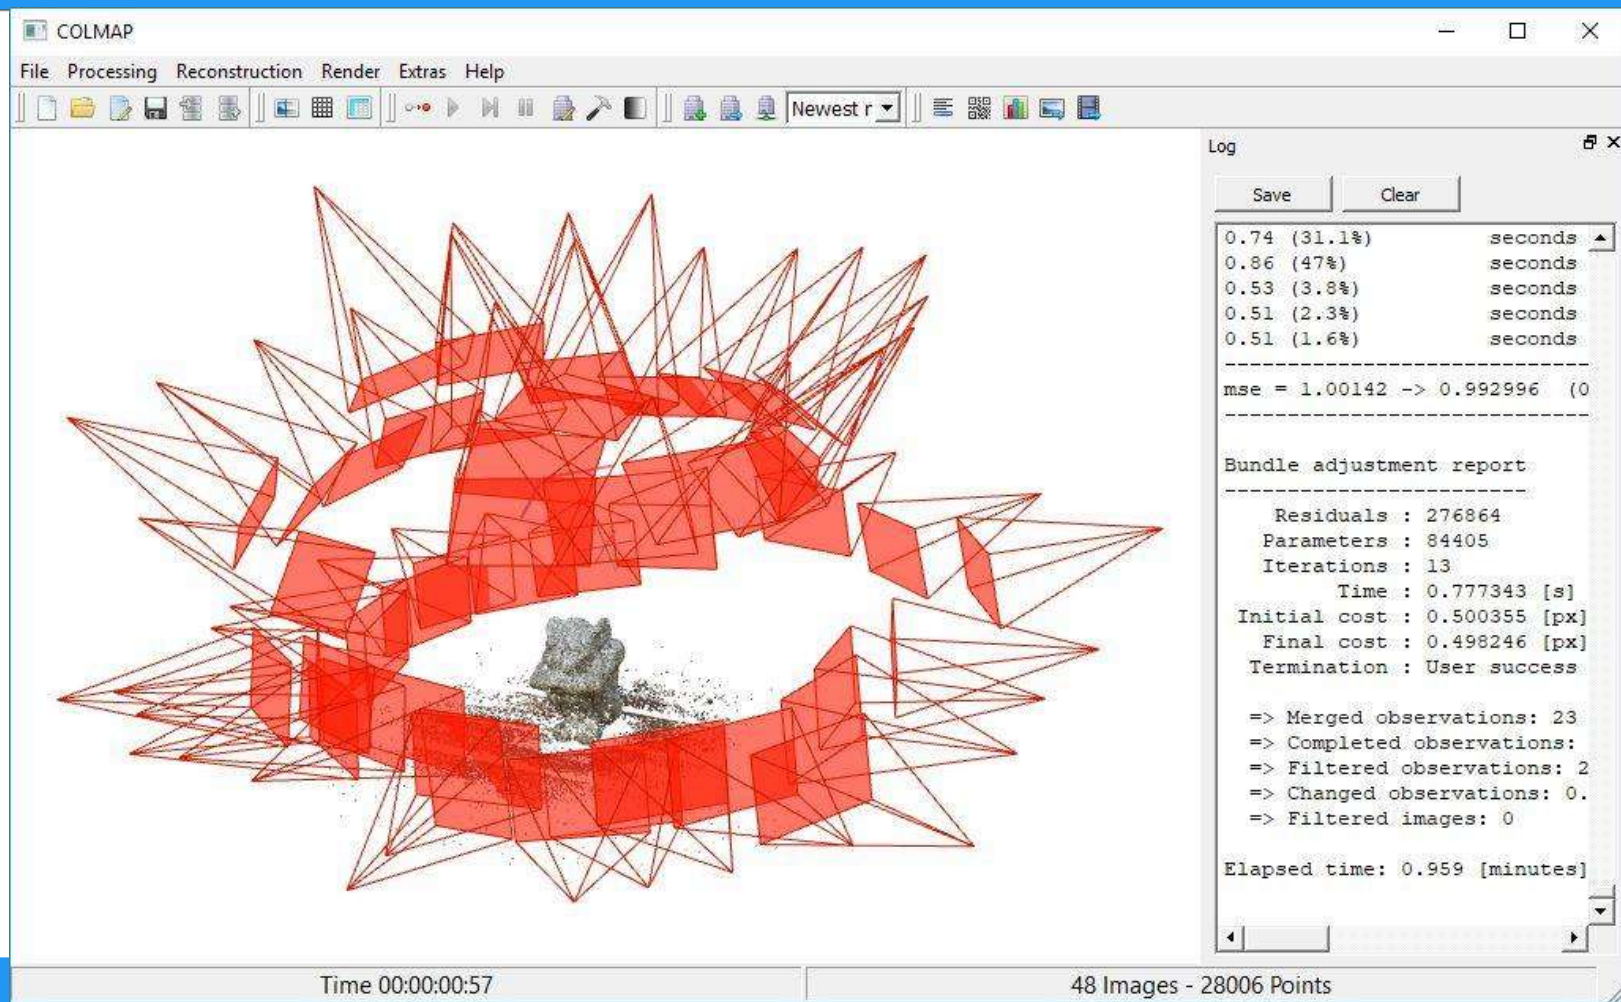 COLMAP
File Processing Reconstruction Render Extras Help
Newest r
Log
Save Clear
0.74 (31.1%) seconds
0.86 (47%) seconds
0.53 (3.8%) seconds
0.51 (2.3%) seconds
0.51 (1.6%) seconds
------------------------------
mse = 1.00142 -> 0.992996 (0
------------------------------
Bundle adjustment report
------------------------
Residuals : 276864
Parameters : 84405
Iterations : 13
Time : 0.777343 [s]
Initial cost : 0.500355 [px]
Final cost : 0.498246 [px]
Termination : User success
=> Merged observations: 23
=> Completed observations:
=> Filtered observations: 2
=> Changed observations: 0.
=> Filtered images: 0
Elapsed time: 0.959 [minutes]
Time 00:00:00:57 48 Images - 28006 Points